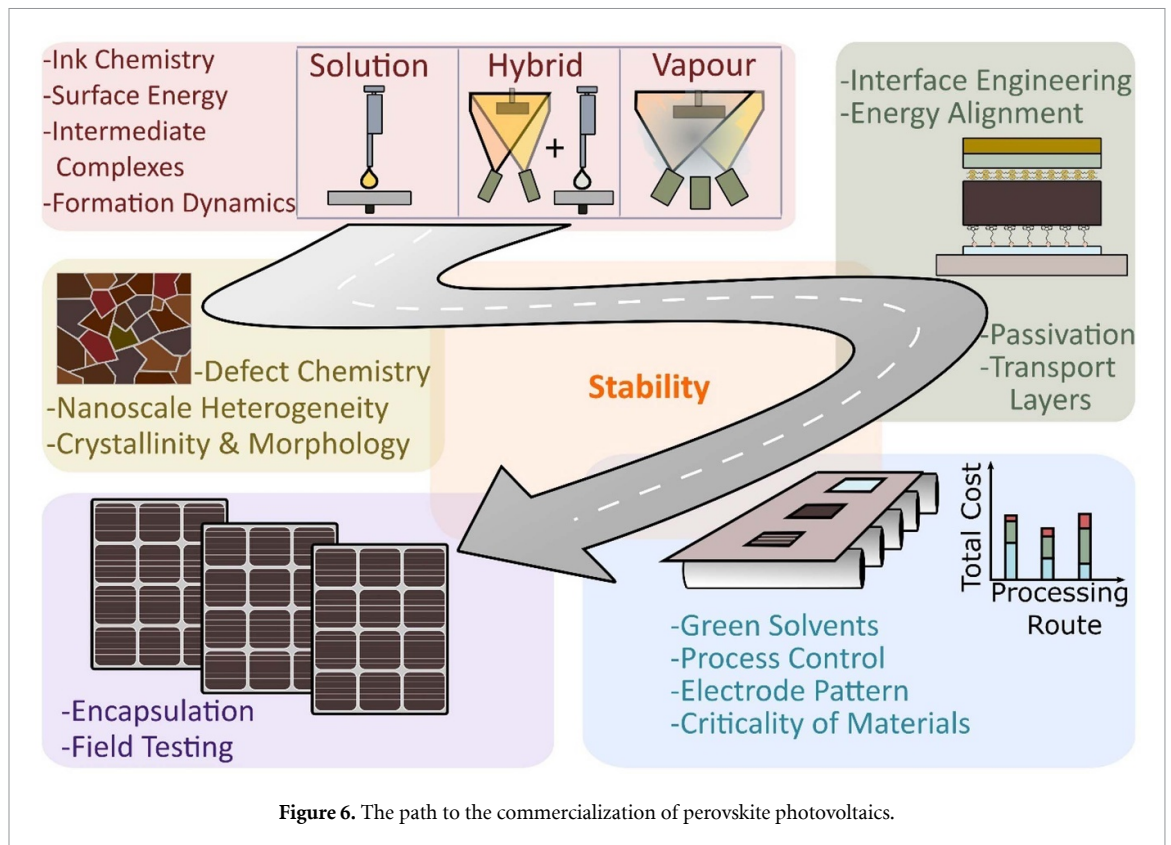 -Ink Chemistry
-Surface Energy
-Intermediate
Complexes
-Formation Dynamics
Solution
Hybrid
Vapour
+
-Interface Engineering
-Energy Alignment
-Passivation
-Transport
Layers
-Defect Chemistry
-Nanoscale Heterogeneity
-Crystallinity & Morphology
Stability
Total Cost
Processing
Route
-Green Solvents
-Process Control
-Electrode Pattern
-Criticality of Materials
-Encapsulation
-Field Testing
Figure 6. The path to the commercialization of perovskite photovoltaics.